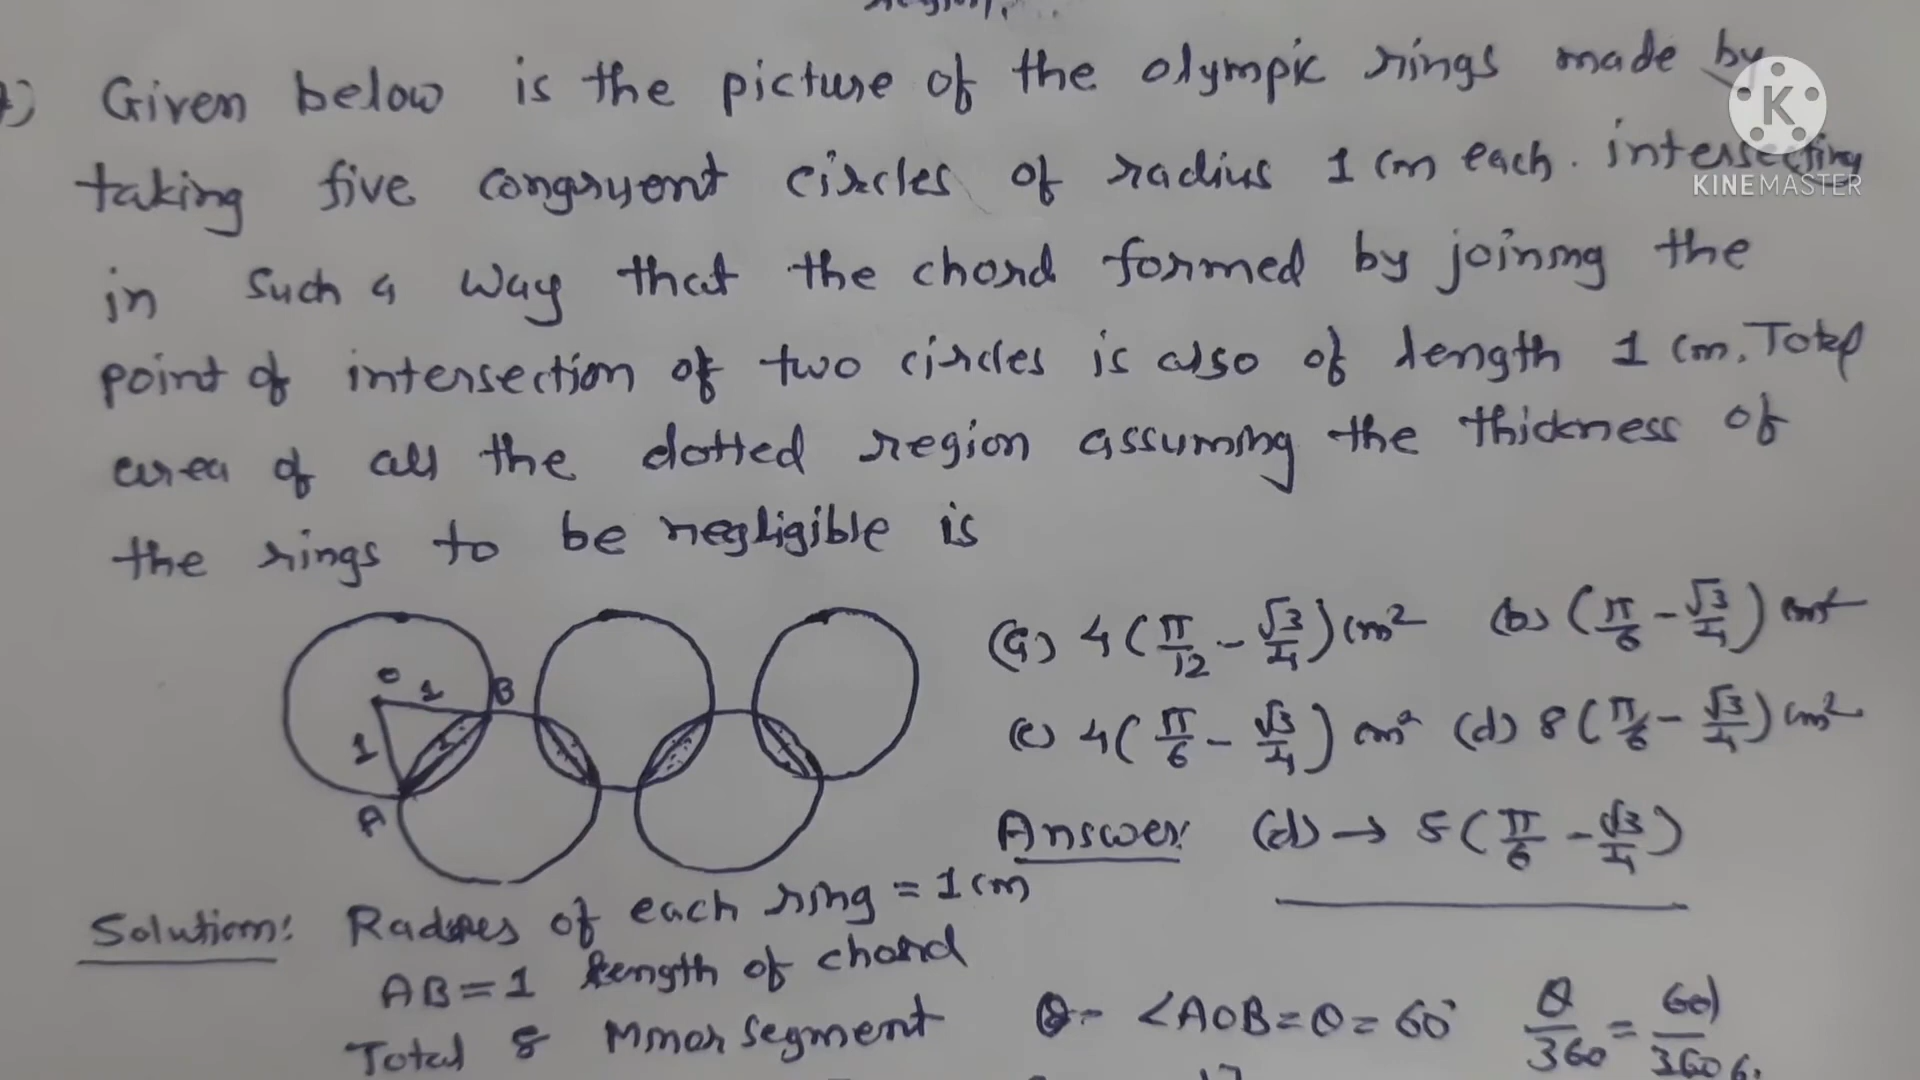 region.
Given below is the picture of the olympic rings made by
taking five congruent circles of radius 1 cm each. intersecting
in such a way that the chord formed by joining the
point of intersection of two circles is also of length 1 cm. Total
area of all the dotted region assuming the thickness of
the rings to be negligible is
(a) 4(π/12 - √3/4) cm² (b) (π/6 - √3/4) cm²
(c) 4(π/6 - √3/4) cm² (d) 8(π/6 - √3/4) cm²
O 1 B
1
A
Answer: (d) → 8(π/6 - √3/4)
Solution: Radius of each ring = 1 cm
AB = 1 length of chord
Total 8 Minor segment
∠AOB = θ = 60° θ/360 = 60/360
K
KINEMASTER